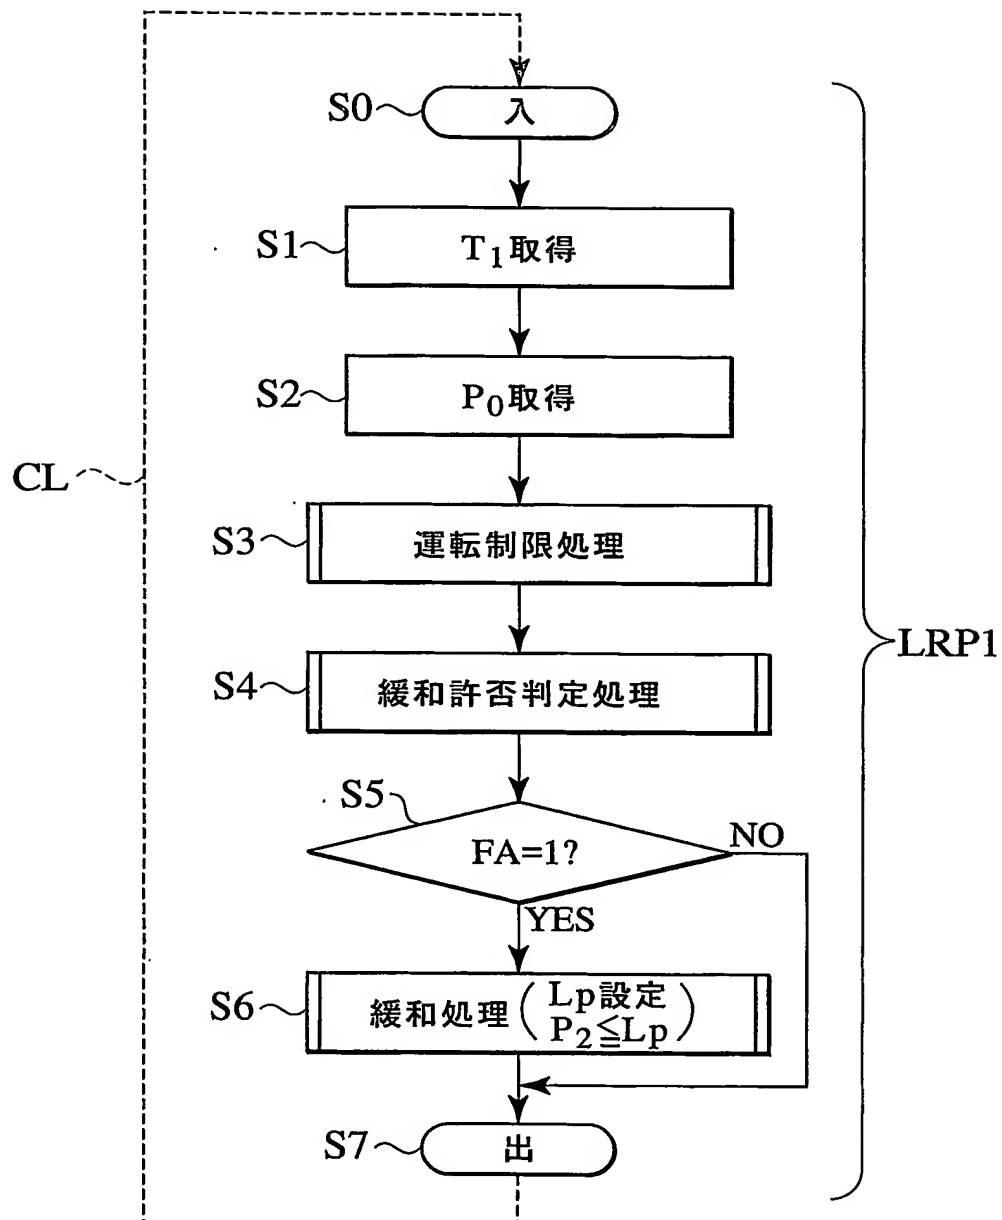 S0
入
S1
T₁取得
S2
P₀取得
CL
S3
運転制限処理
LRP1
S4
緩和許否判定処理
S5
FA=1?
NO
YES
S6
緩和処理(Lp設定
P₂≦Lp)
S7
出